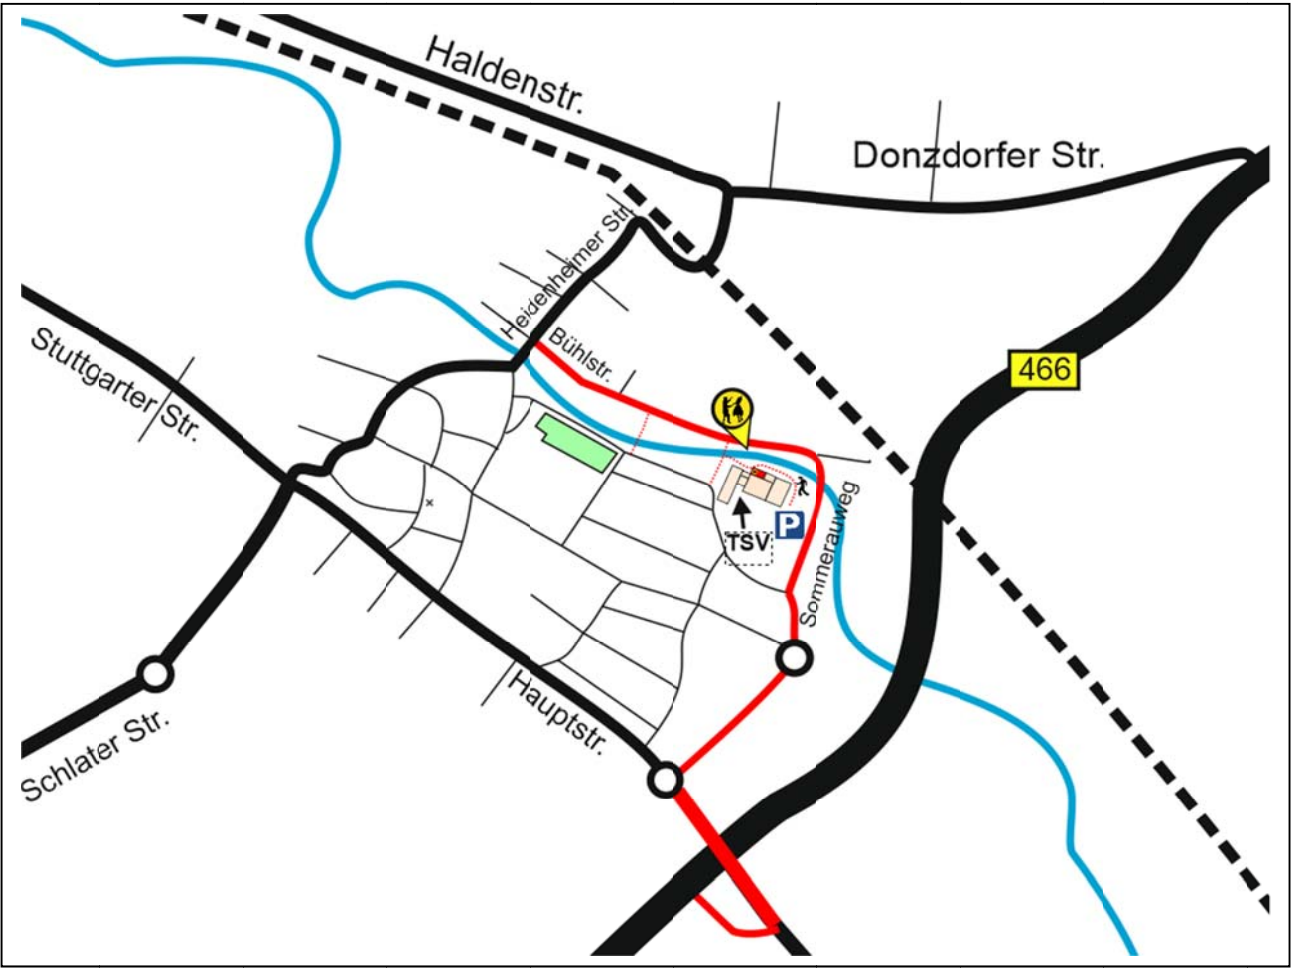 Haldenstr.
Donzdorfer Str.
Heidenheimer Str.
Bühlstr.
Stuttgarter Str.
466
Sommerauweg
P
TSV
Hauptstr.
Schlater Str.